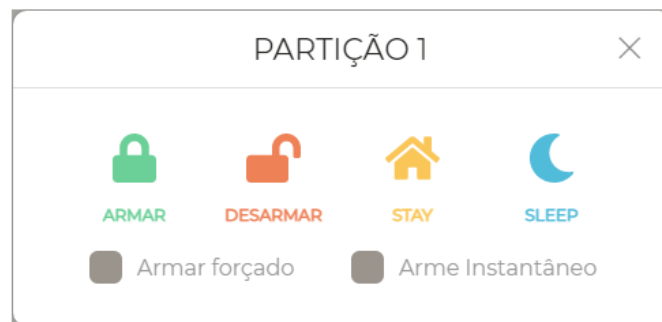 PARTIÇÃO 1
ARMAR DESARMAR STAY SLEEP
Armar forçado Arme Instantâneo